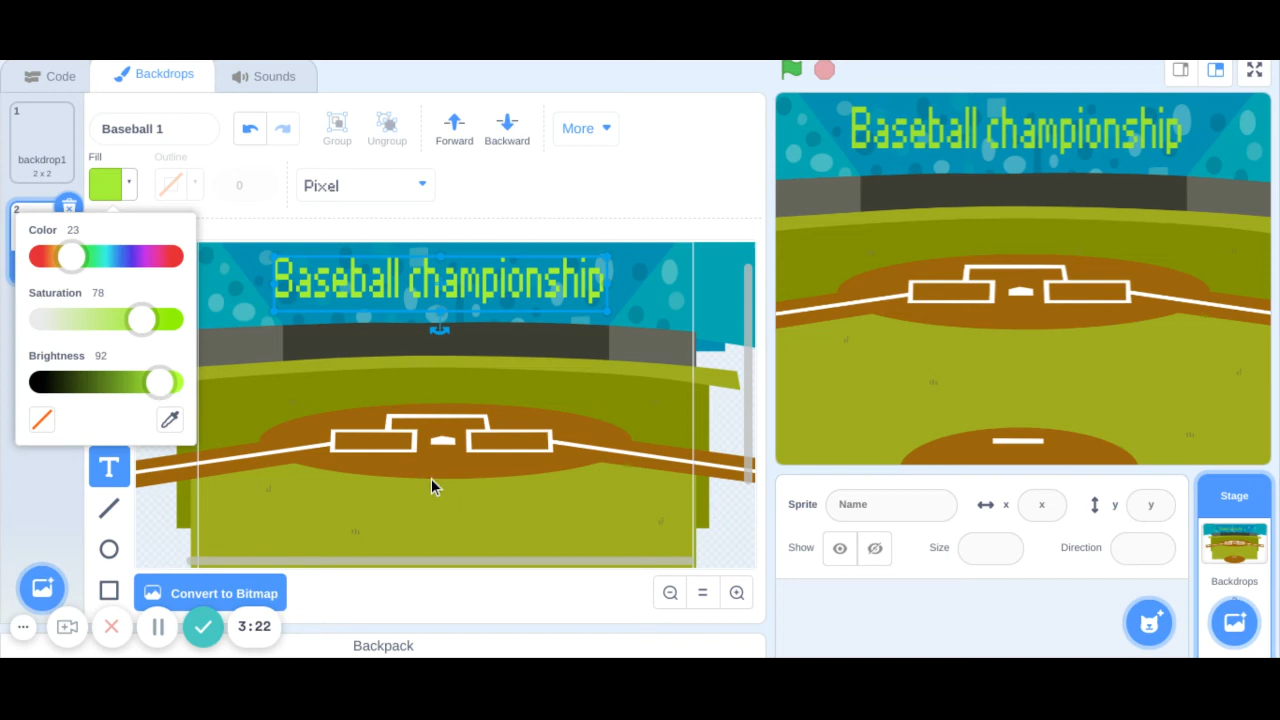 Code
Backdrops
Sounds
1
backdrop1
2 x 2
2
Baseball 1
Group
Ungroup
Forward
Backward
More
Fill
Outline
0
Pixel
Color 23
Saturation 78
Brightness 92
Baseball championship
T
Convert to Bitmap
=
3:22
Backpack
Baseball championship
Sprite
Name
x
x
y
y
Show
Size
Direction
Stage
Backdrops